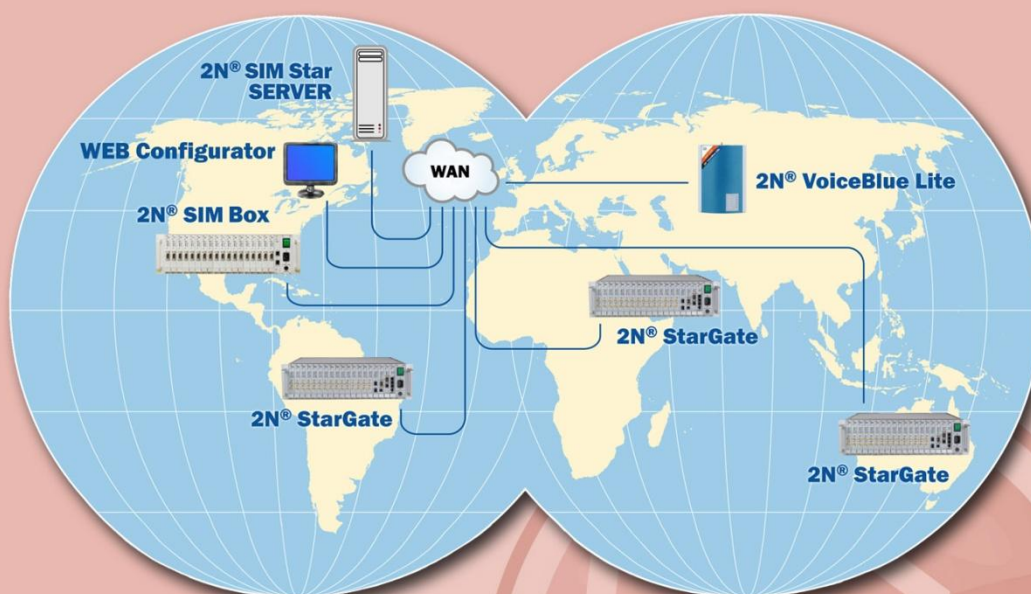 2N® SIM Star
SERVER
WEB Configurator
WAN
2N® VoiceBlue Lite
2N® SIM Box
2N® StarGate
2N® StarGate
2N® StarGate